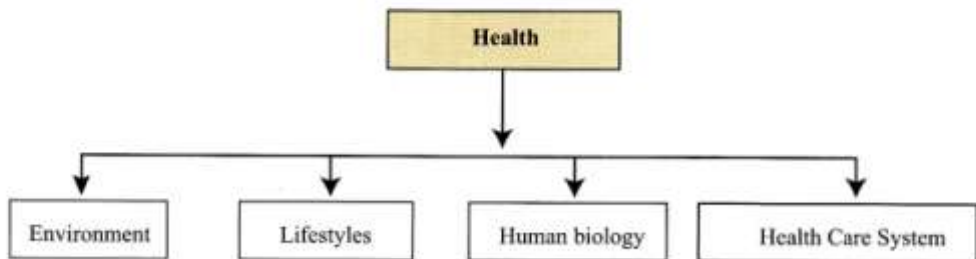 Health
Environment
Lifestyles
Human biology
Health Care System